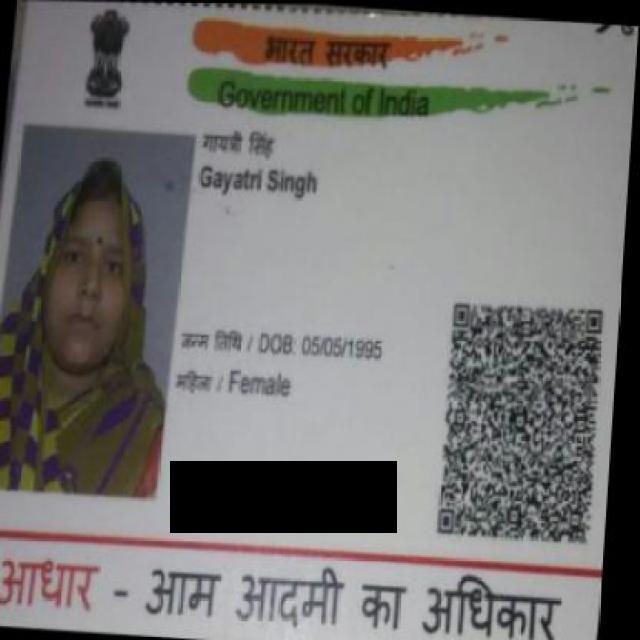 भारत सरकार
Government of India
गायत्री सिंह
Gayatri Singh
जन्म तिथि / DOB: 05/05/1995
महिला / Female
आधार - आम आदमी का अधिकार